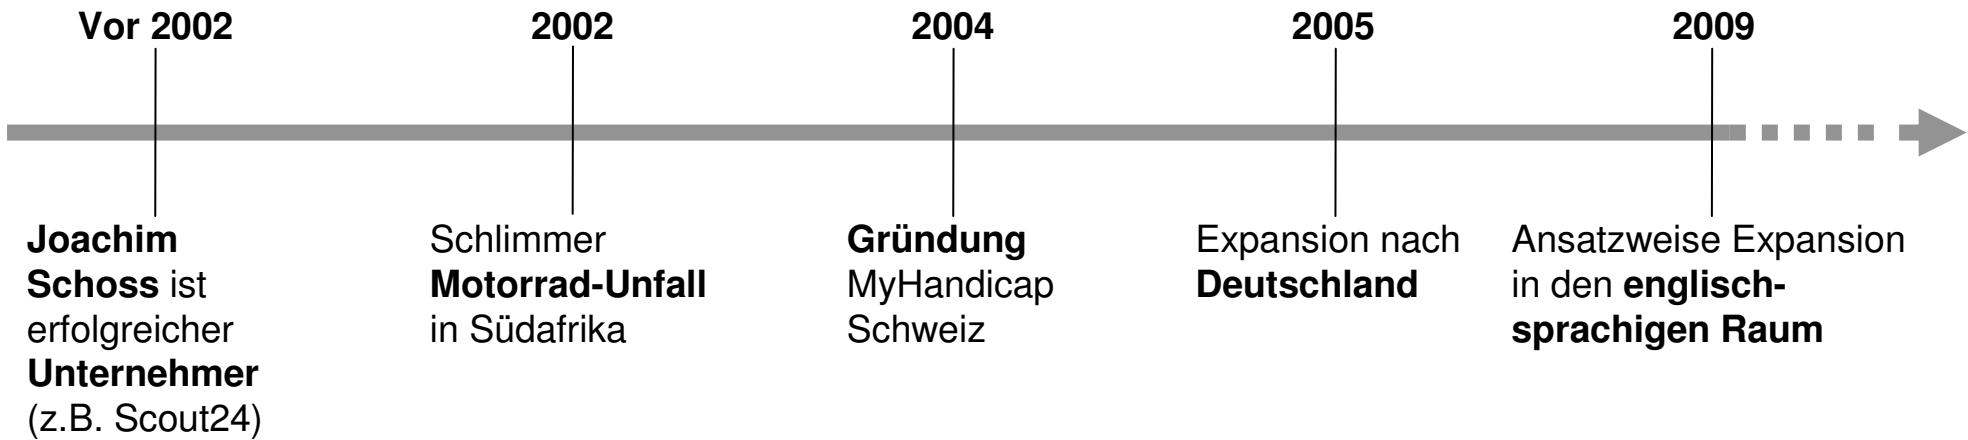 Vor 2002
2002
2004
2005
2009
Joachim
Schoss ist
erfolgreicher
Unternehmer
(z.B. Scout24)
Schlimmer
Motorrad-Unfall
in Südafrika
Gründung
MyHandicap
Schweiz
Expansion nach
Deutschland
Ansatzweise Expansion
in den englisch-
sprachigen Raum